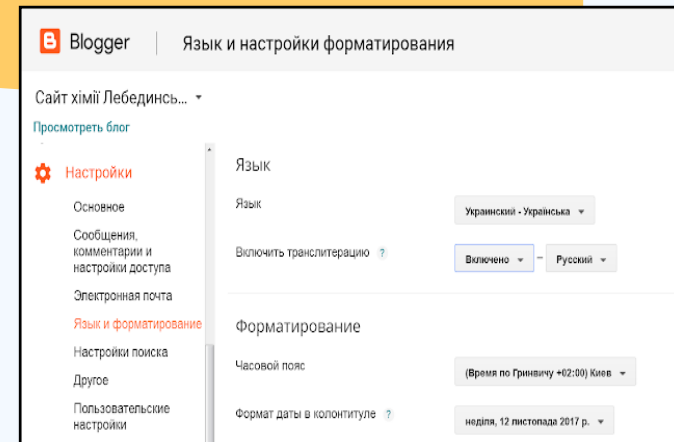 Blogger
Язык и настройки форматирования
Сайт хімії Лебединсь...
Просмотреть блог
Настройки
Основное
Сообщения,
комментарии и
настройки доступа
Электронная почта
Язык и форматирование
Настройки поиска
Другое
Пользовательские
настройки
Язык
Язык
Украинский - Українська
Включить транслитерацию ?
Включено – Русский
Форматирование
Часовой пояс
(Время по Гринвичу +02:00) Киев
Формат даты в колонтитуле ?
неділя, 12 листопада 2017 р.